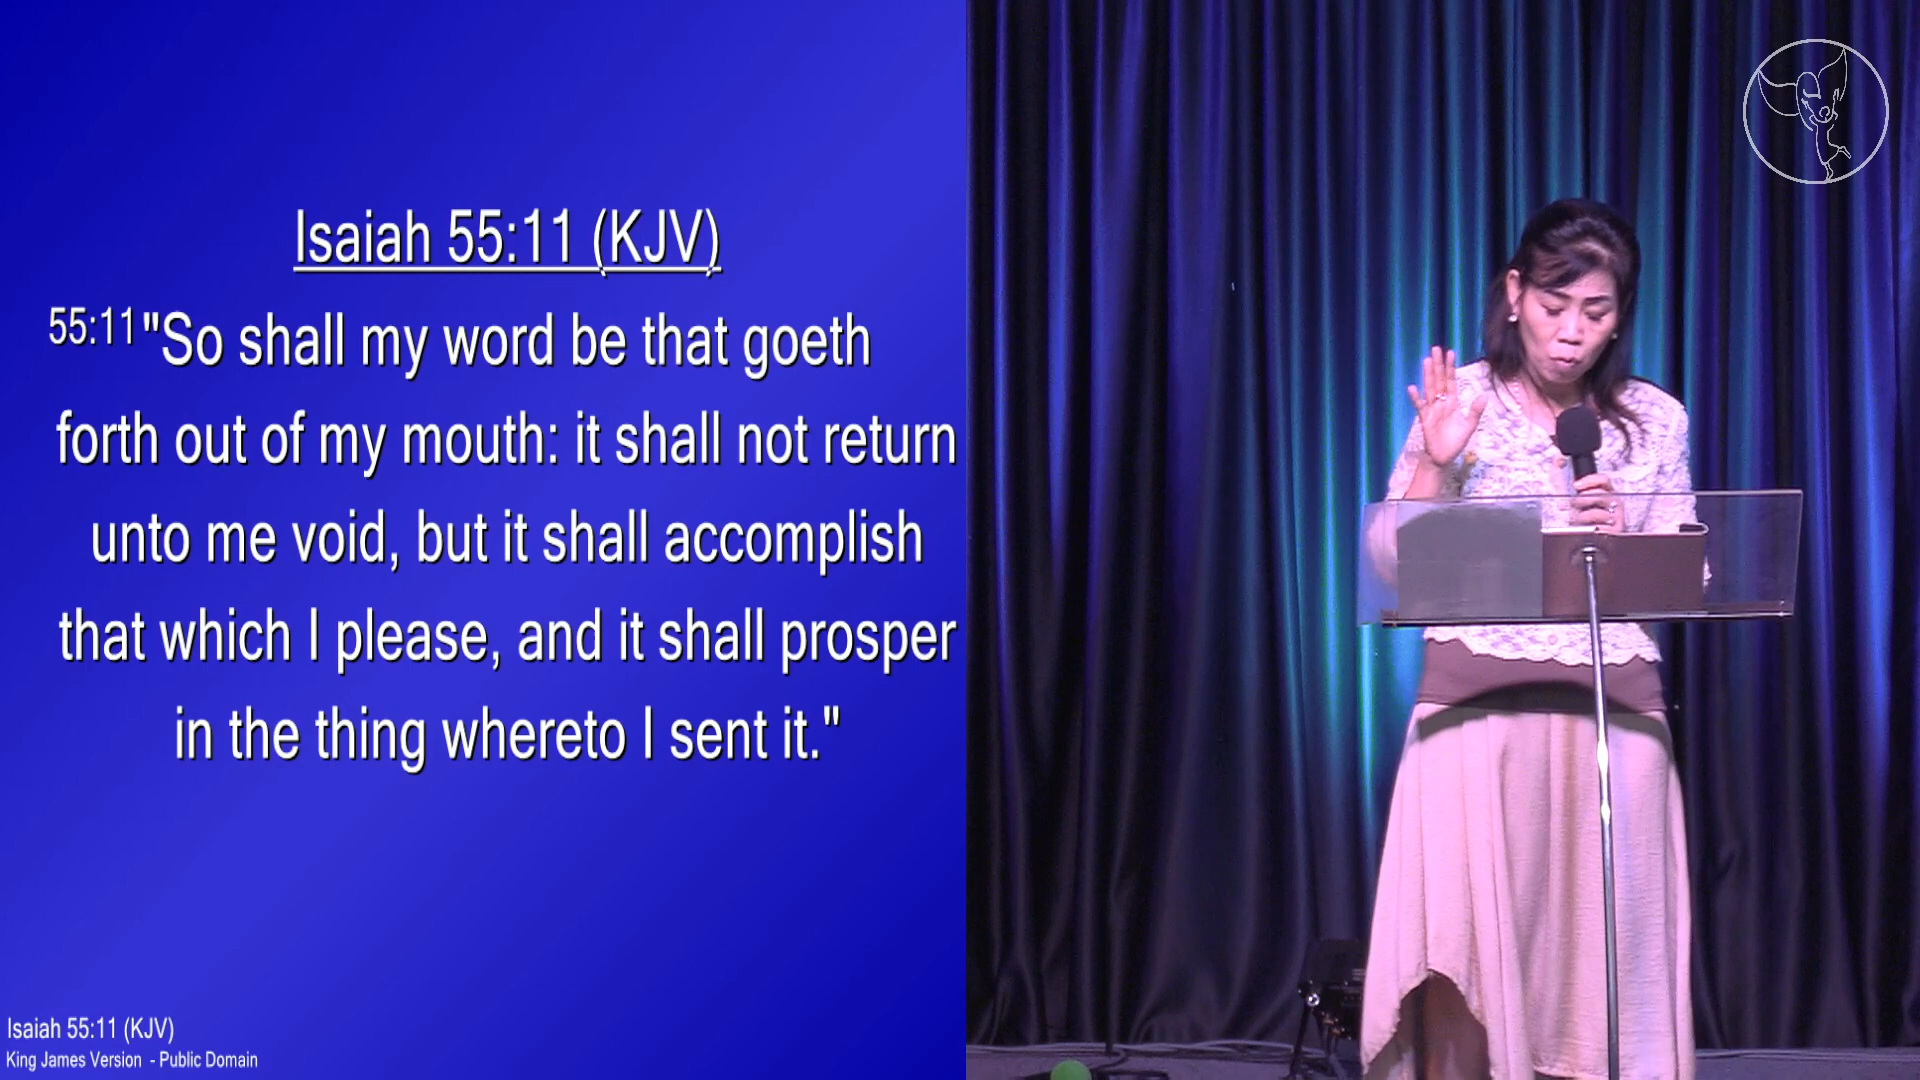 Isaiah 55:11 (KJV)
55:11"So shall my word be that goeth
forth out of my mouth: it shall not return
unto me void, but it shall accomplish
that which I please, and it shall prosper
in the thing whereto I sent it."
Isaiah 55:11 (KJV)
King James Version - Public Domain